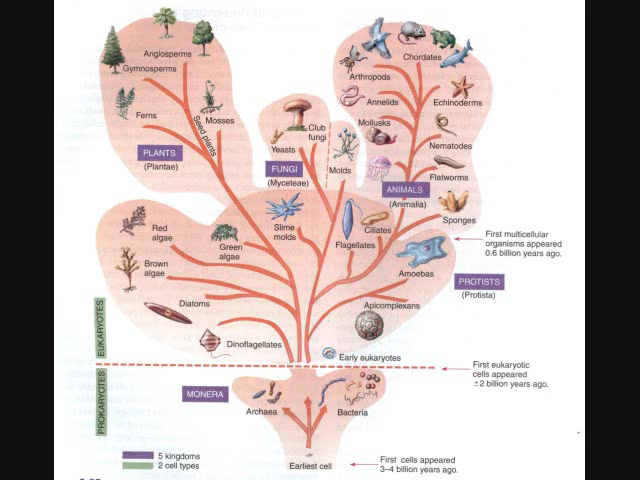 Angiosperms
Gymnosperms
Ferns
Mosses
Seed plants
PLANTS
(Plantae)
Club
fungi
Yeasts
Molds
FUNGI
(Myceteae)
Chordates
Arthropods
Annelids
Echinoderms
Mollusks
Nematodes
Flatworms
ANIMALS
(Animalia)
Sponges
Red
algae
Green
algae
Brown
algae
Diatoms
Dinoflagellates
Slime
molds
Ciliates
Flagellates
Amoebas
Apicomplexans
Early eukaryotes
PROTISTS
(Protista)
First multicellular
organisms appeared
0.6 billion years ago.
EUKARYOTES
First eukaryotic
cells appeared
±2 billion years ago.
PROKARYOTES
MONERA
Archaea
Bacteria
Earliest cell
First cells appeared
3–4 billion years ago.
5 kingdoms
2 cell types